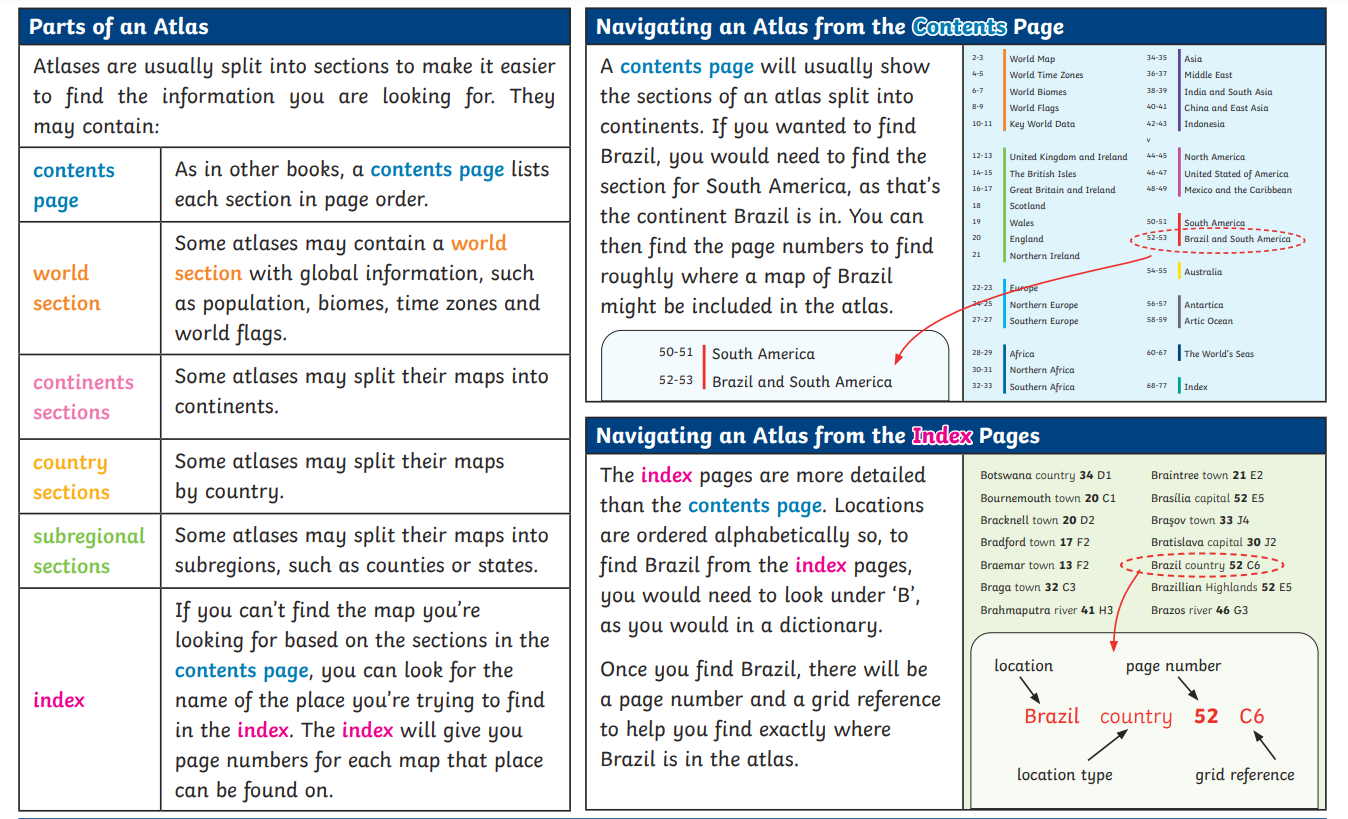 Parts of an Atlas
Atlases are usually split into sections to make it easier
to find the information you are looking for. They
may contain:
contents
page
As in other books, a contents page lists
each section in page order.
world
section
Some atlases may contain a world
section with global information, such
as population, biomes, time zones and
world flags.
continents
sections
Some atlases may split their maps into
continents.
country
sections
Some atlases may split their maps
by country.
subregional
sections
Some atlases may split their maps into
subregions, such as counties or states.
index
If you can't find the map you're
looking for based on the sections in the
contents page, you can look for the
name of the place you're trying to find
in the index. The index will give you
page numbers for each map that place
can be found on.
Navigating an Atlas from the Contents Page
A contents page will usually show
the sections of an atlas split into
continents. If you wanted to find
Brazil, you would need to find the
section for South America, as that's
the continent Brazil is in. You can
then find the page numbers to find
roughly where a map of Brazil
might be included in the atlas.
50-51 South America
52-53 Brazil and South America
2-3 World Map
4-5 World Time Zones
6-7 World Biomes
8-9 World Flags
10-11 Key World Data
12-13 United Kingdom and Ireland
14-15 The British Isles
16-17 Great Britain and Ireland
18 Scotland
19 Wales
20 England
21 Northern Ireland
22-23 Europe
24-25 Northern Europe
27-27 Southern Europe
28-29 Africa
30-31 Northern Africa
32-33 Southern Africa
34-35 Asia
36-37 Middle East
38-39 India and South Asia
40-41 China and East Asia
42-43 Indonesia
v
44-45 North America
46-47 United Stated of America
48-49 Mexico and the Caribbean
50-51 South America
52-53 Brazil and South America
54-55 Australia
56-57 Antartica
58-59 Artic Ocean
60-67 The World's Seas
68-77 Index
Navigating an Atlas from the Index Pages
The index pages are more detailed
than the contents page. Locations
are ordered alphabetically so, to
find Brazil from the index pages,
you would need to look under 'B',
as you would in a dictionary.
Once you find Brazil, there will be
a page number and a grid reference
to help you find exactly where
Brazil is in the atlas.
Botswana country 34 D1
Bournemouth town 20 C1
Bracknell town 20 D2
Bradford town 17 F2
Braemar town 13 F2
Braga town 32 C3
Brahmaputra river 41 H3
Braintree town 21 E2
Brasília capital 52 E5
Braşov town 33 J4
Bratislava capital 30 J2
Brazil country 52 C6
Brazillian Highlands 52 E5
Brazos river 46 G3
location page number
Brazil country 52 C6
location type grid reference